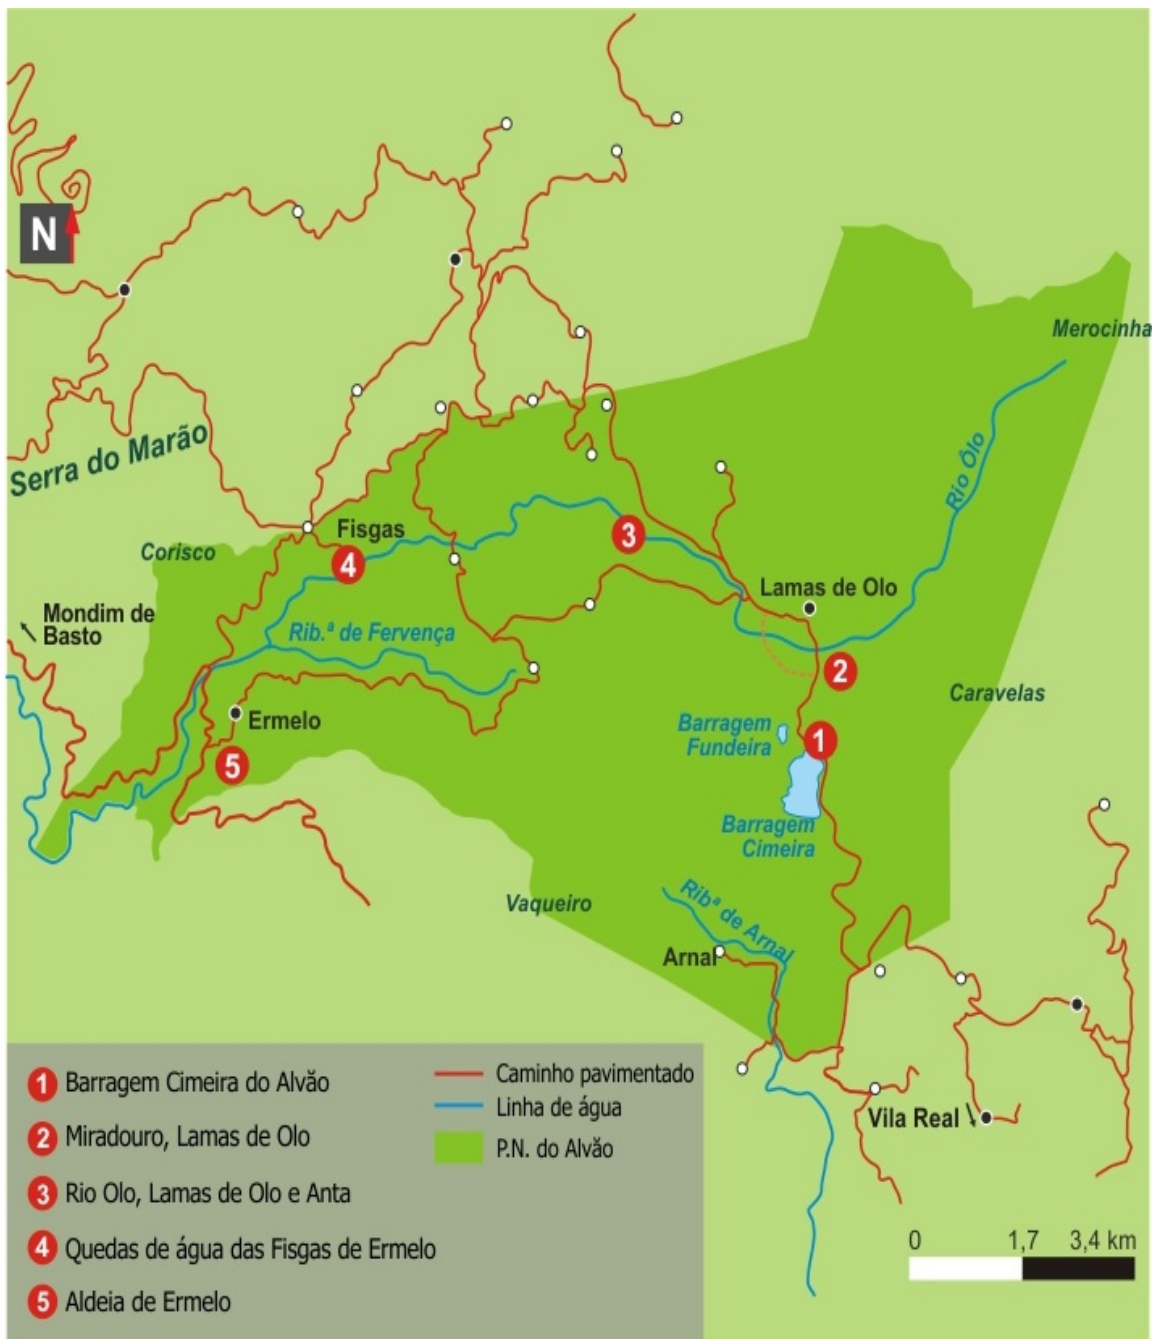 N
Merocinha
Rio Ôlo
Serra do Marão
Fisgas
3
Corisco
4
Lamas de Olo
Mondim de
Basto
Rib.ª de Fervença
2
Caravelas
Ermelo
Barragem
Fundeira
1
5
Barragem
Cimeira
Vaqueiro
Ribª de Arnal
Arnal
Vila Real
1 Barragem Cimeira do Alvão
2 Miradouro, Lamas de Olo
3 Rio Olo, Lamas de Olo e Anta
4 Quedas de água das Fisgas de Ermelo
5 Aldeia de Ermelo
Caminho pavimentado
Linha de água
P.N. do Alvão
0 1,7 3,4 km